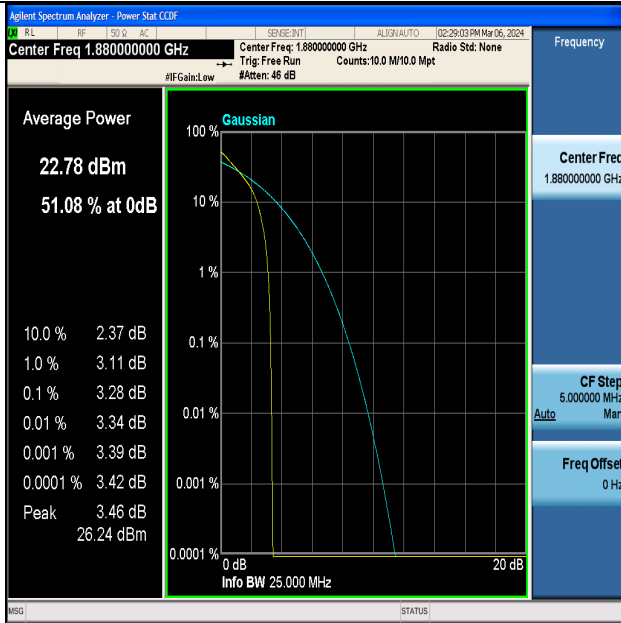 Agilent Spectrum Analyzer - Power Stat CCDF
LXI RL RF 50 Ω AC SENSE:INT ALIGN AUTO 02:29:03 PM Mar 06, 2024
Center Freq 1.880000000 GHz
Center Freq: 1.880000000 GHz Radio Std: None
Trig: Free Run Counts:10.0 M/10.0 Mpt
#IFGain:Low #Atten: 46 dB
Frequency
Average Power
22.78 dBm
51.08 % at 0dB
10.0 % 2.37 dB
1.0 % 3.11 dB
0.1 % 3.28 dB
0.01 % 3.34 dB
0.001 % 3.39 dB
0.0001 % 3.42 dB
Peak 3.46 dB
26.24 dBm
Gaussian
100 %
10 %
1 %
0.1 %
0.01 %
0.001 %
0.0001 %
0 dB 20 dB
Info BW 25.000 MHz
Center Freq
1.880000000 GHz
CF Step
5.000000 MHz
Auto Man
Freq Offset
0 Hz
MSG STATUS